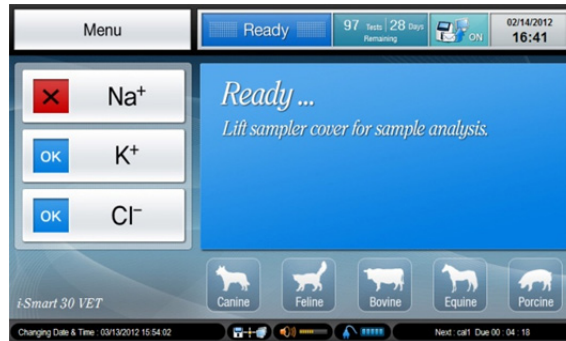 Menu
Ready
97 Tests 28 Days
Remaining
ON
02/14/2012
16:41
Na⁺
OK K⁺
OK Cl⁻
Ready ...
Lift sampler cover for sample analysis.
i-Smart 30 VET
Canine Feline Bovine Equine Porcine
Changing Date & Time : 03/13/2012 15:54:02
Next : cal1 Due 00 : 04 : 18